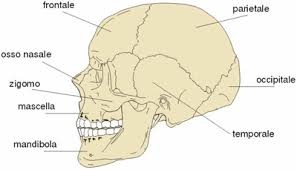 frontale
parietale
osso nasale
zigomo
occipitale
mascella
temporale
mandibola